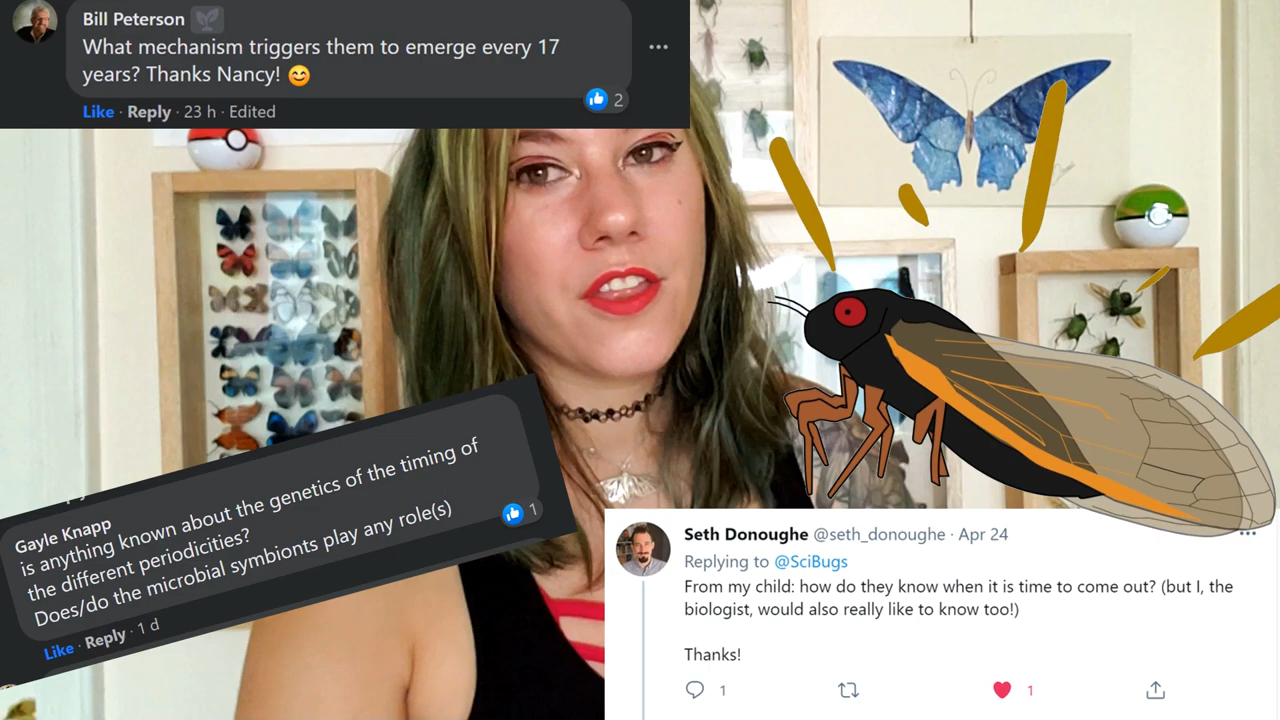 Bill Peterson
What mechanism triggers them to emerge every 17
years? Thanks Nancy! 😊
Like · Reply · 23 h · Edited
2
Gayle Knapp
is anything known about the genetics of the timing of
the different periodicities?
Does/do the microbial symbionts play any role(s)
1
Like · Reply · 1 d
Seth Donoughe @seth_donoughe · Apr 24
Replying to @SciBugs
From my child: how do they know when it is time to come out? (but I, the
biologist, would also really like to know too!)
Thanks!
1
1